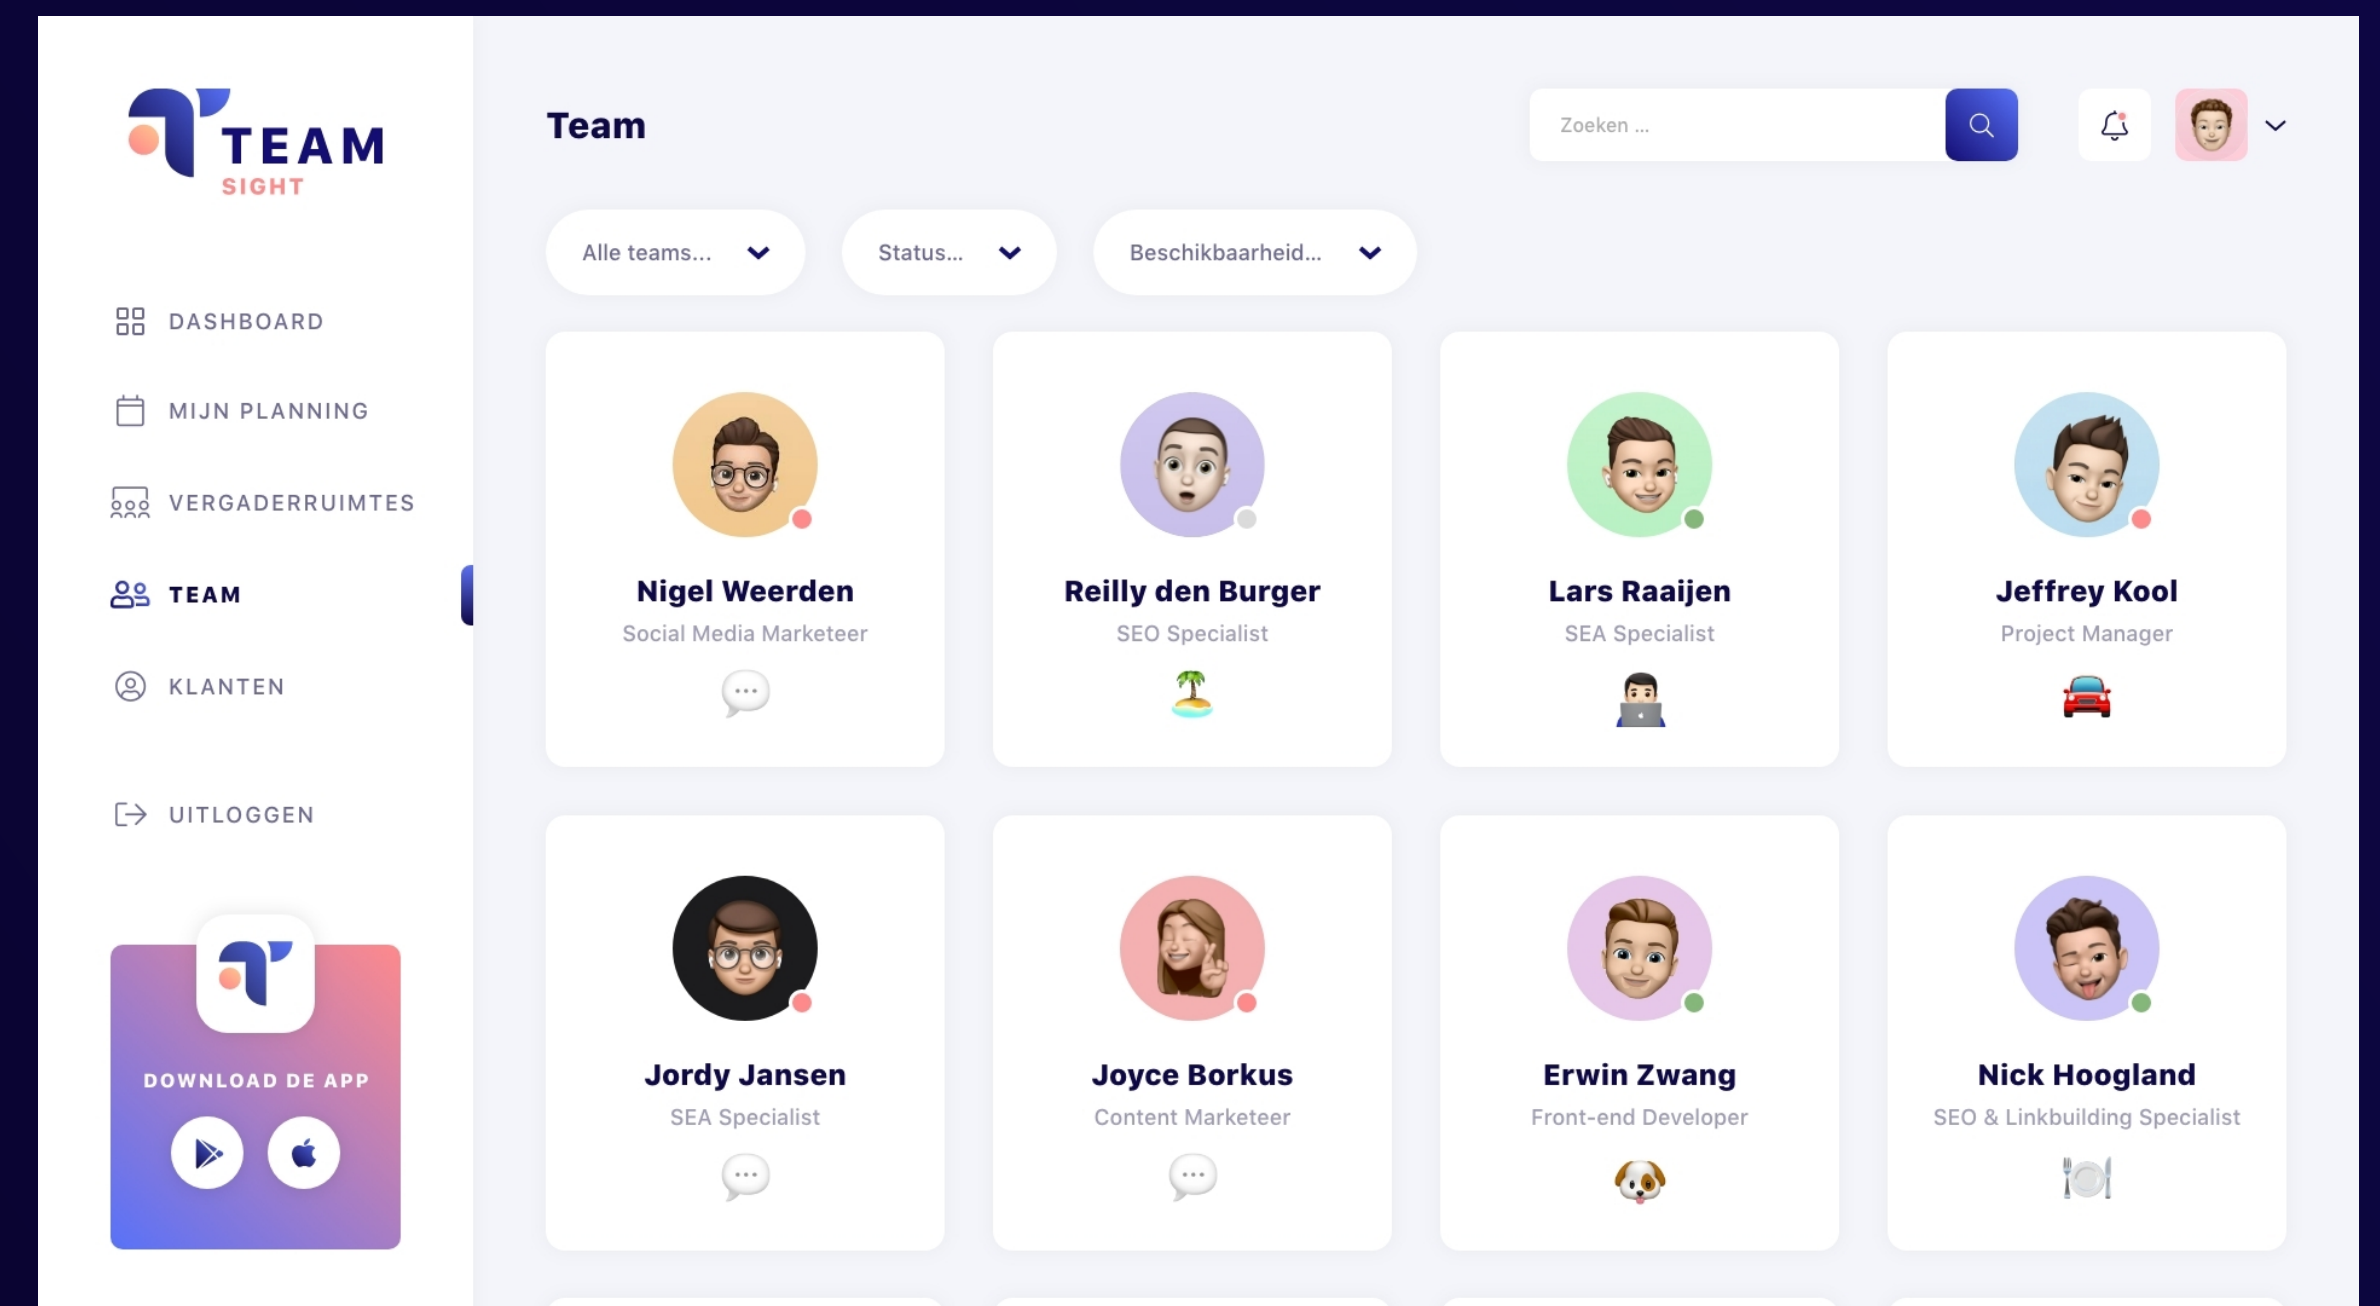 TEAM
SIGHT
DASHBOARD
MIJN PLANNING
VERGADERRUIMTES
TEAM
KLANTEN
UITLOGGEN
DOWNLOAD DE APP
Team
Zoeken ...
Alle teams...
Status...
Beschikbaarheid...
Nigel Weerden
Social Media Marketeer
Reilly den Burger
SEO Specialist
Lars Raaijen
SEA Specialist
Jeffrey Kool
Project Manager
Jordy Jansen
SEA Specialist
Joyce Borkus
Content Marketeer
Erwin Zwang
Front-end Developer
Nick Hoogland
SEO & Linkbuilding Specialist